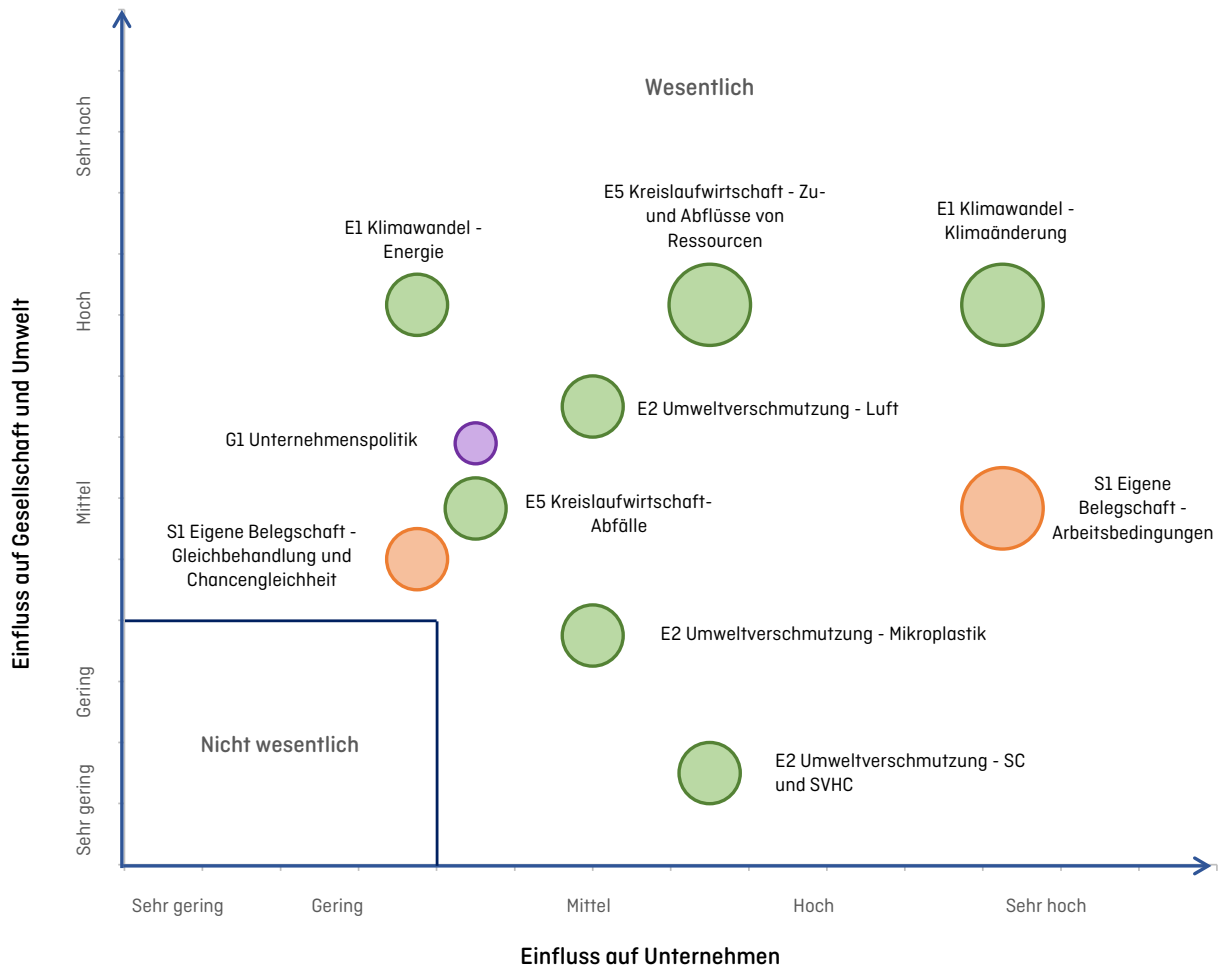 Wesentlich
E5 Kreislaufwirtschaft - Zu-
und Abflüsse von
Ressourcen
E1 Klimawandel -
Klimaänderung
E1 Klimawandel -
Energie
E2 Umweltverschmutzung - Luft
G1 Unternehmenspolitik
E5 Kreislaufwirtschaft-
Abfälle
S1 Eigene
Belegschaft -
Arbeitsbedingungen
S1 Eigene Belegschaft -
Gleichbehandlung und
Chancengleichheit
E2 Umweltverschmutzung - Mikroplastik
Nicht wesentlich
E2 Umweltverschmutzung - SC
und SVHC
Einfluss auf Gesellschaft und Umwelt
Sehr hoch
Hoch
Mittel
Gering
Sehr gering
Sehr gering
Gering
Mittel
Hoch
Sehr hoch
Einfluss auf Unternehmen